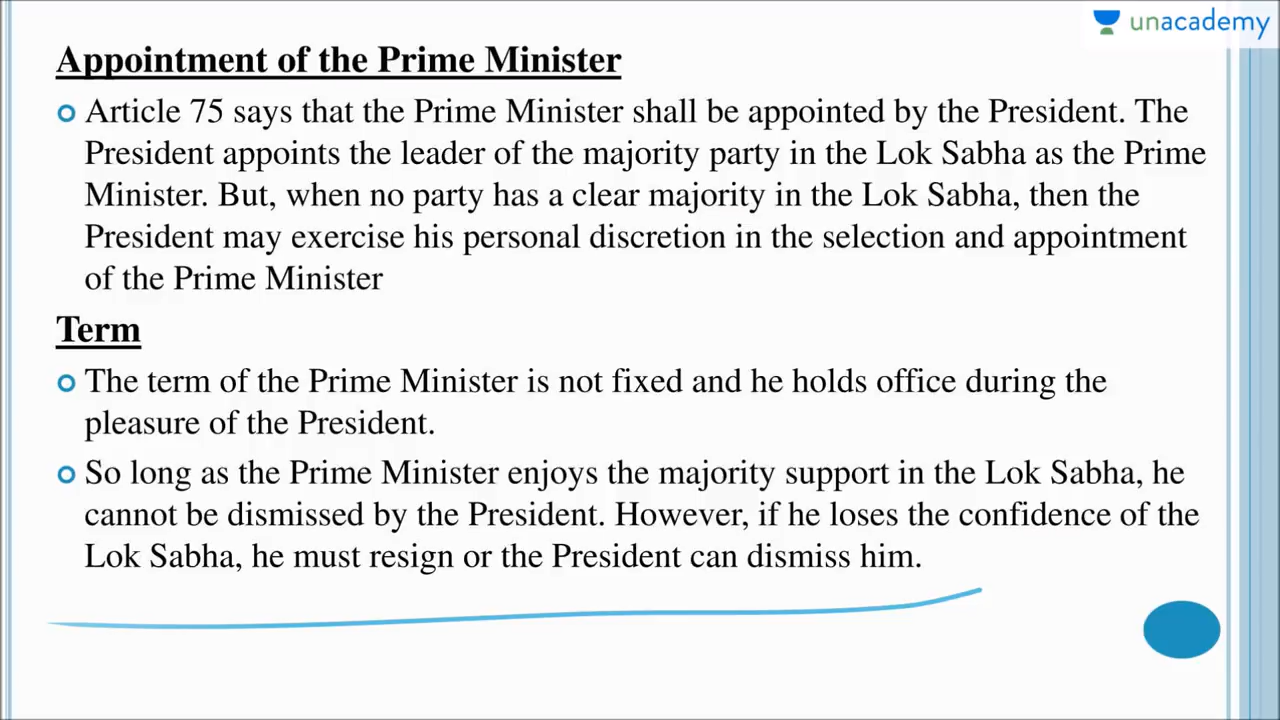 unacademy
Appointment of the Prime Minister
Article 75 says that the Prime Minister shall be appointed by the President. The
President appoints the leader of the majority party in the Lok Sabha as the Prime
Minister. But, when no party has a clear majority in the Lok Sabha, then the
President may exercise his personal discretion in the selection and appointment
of the Prime Minister
Term
The term of the Prime Minister is not fixed and he holds office during the
pleasure of the President.
So long as the Prime Minister enjoys the majority support in the Lok Sabha, he
cannot be dismissed by the President. However, if he loses the confidence of the
Lok Sabha, he must resign or the President can dismiss him.